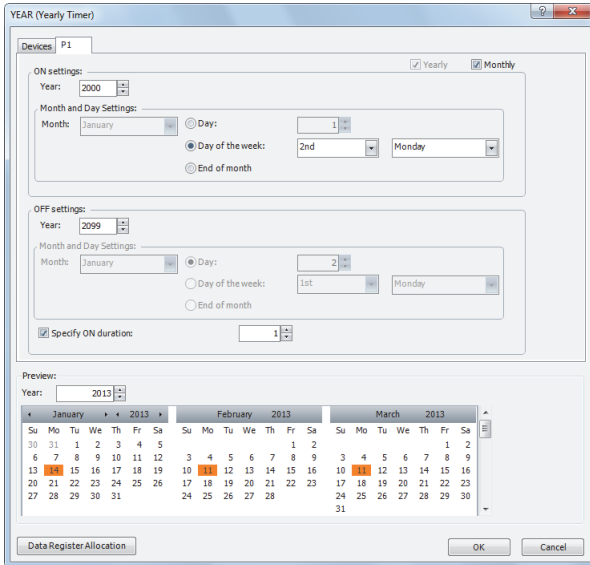 YEAR (Yearly Timer)
Devices P1
Yearly Monthly
ON settings:
Year: 2000
Month and Day Settings:
Month: January Day: 1
Day of the week: 2nd Monday
End of month
OFF settings:
Year: 2099
Month and Day Settings:
Month: January Day: 2
Day of the week: 1st Monday
End of month
Specify ON duration: 1
Preview:
Year: 2013
January 2013 February 2013 March 2013
Su Mo Tu We Th Fr Sa Su Mo Tu We Th Fr Sa Su Mo Tu We Th Fr Sa
30 31 1 2 3 4 5 1 2 1 2
6 7 8 9 10 11 12 3 4 5 6 7 8 9 3 4 5 6 7 8 9
13 14 15 16 17 18 19 10 11 12 13 14 15 16 10 11 12 13 14 15 16
20 21 22 23 24 25 26 17 18 19 20 21 22 23 17 18 19 20 21 22 23
27 28 29 30 31 24 25 26 27 28 24 25 26 27 28 29 30
31
Data Register Allocation OK Cancel